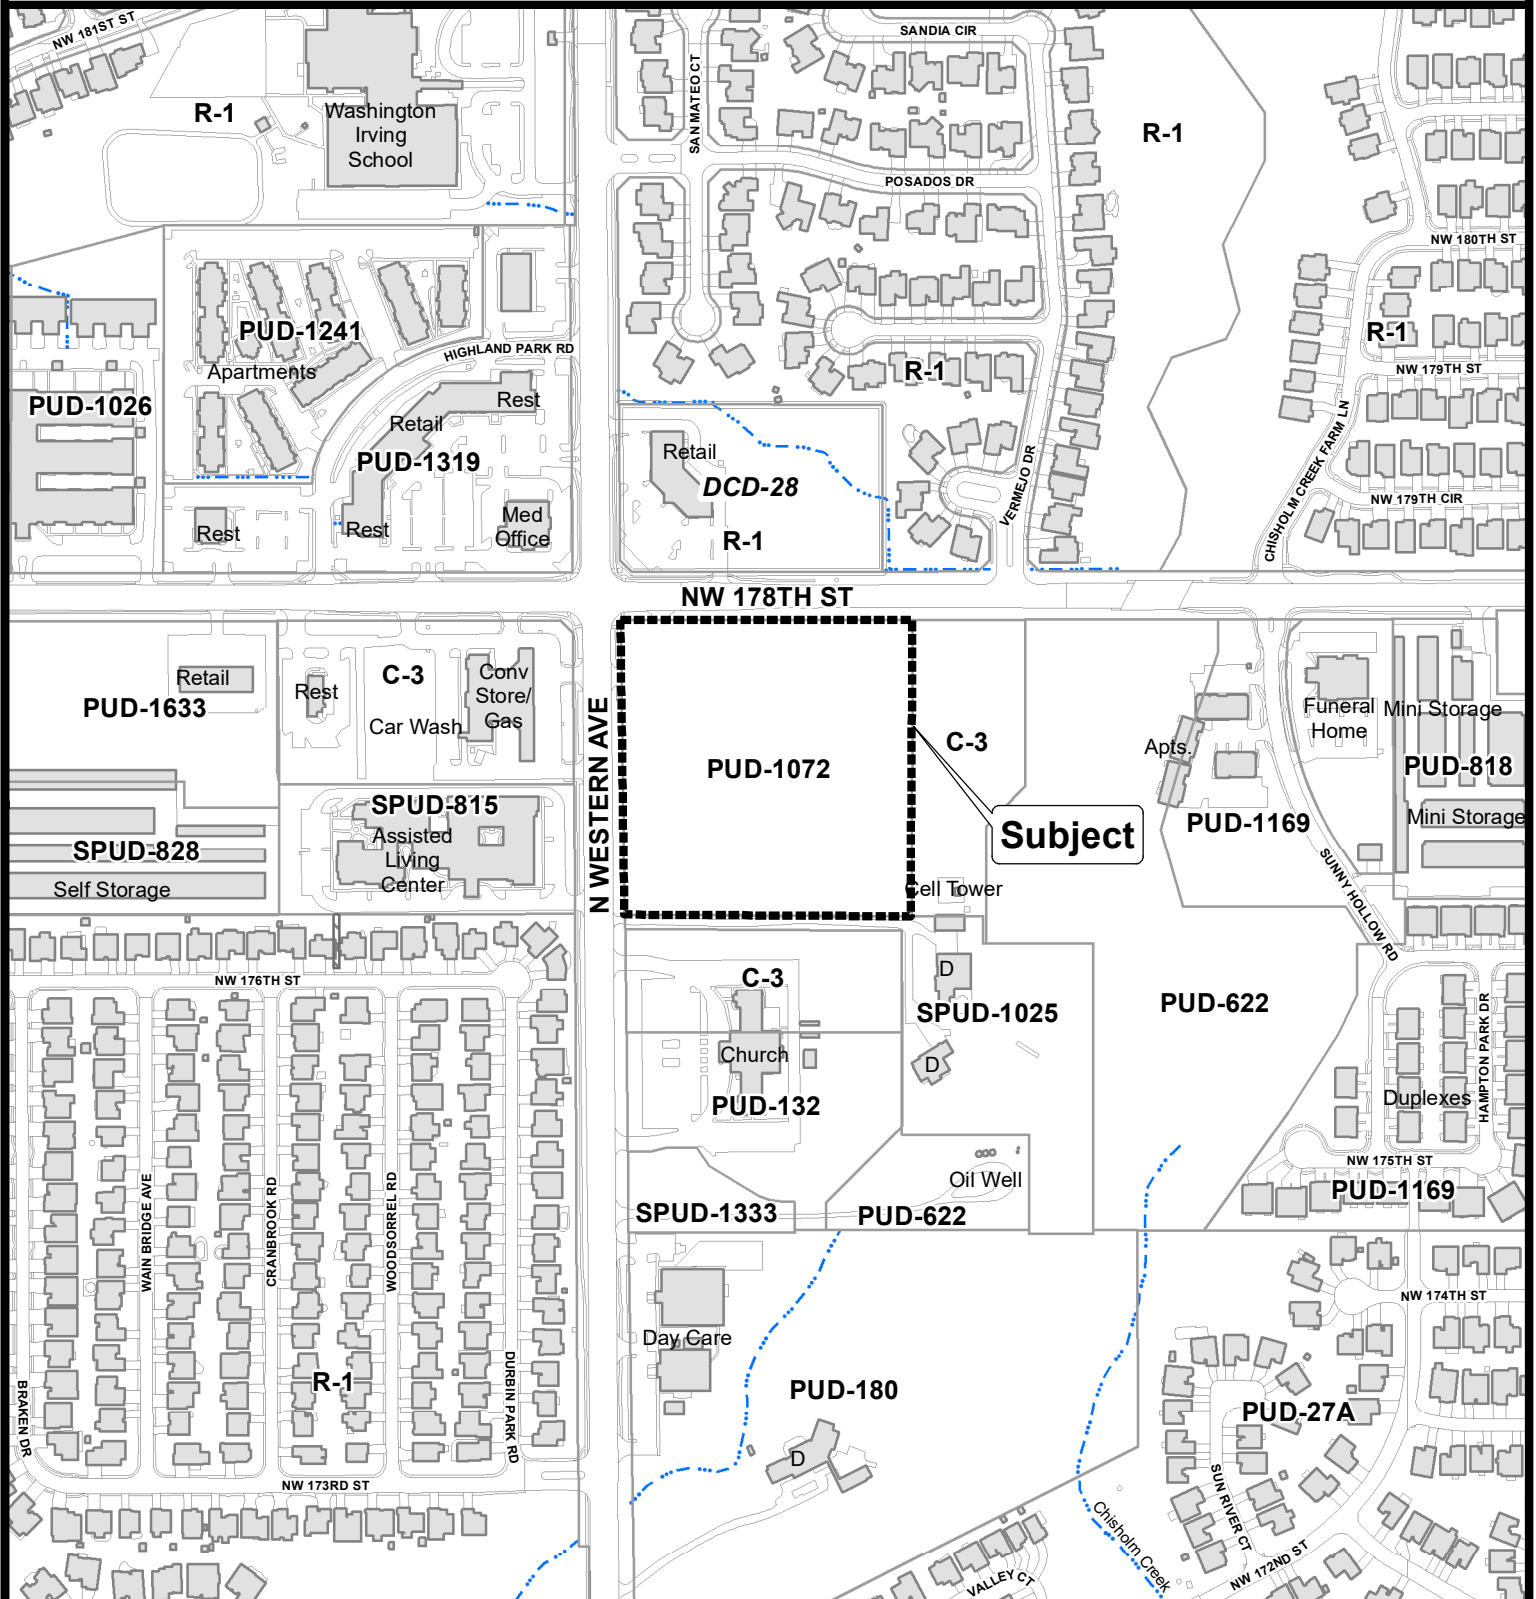 NW 181ST ST
SANDIA CIR
SAN MATEO CT
R-1
Washington
Irving
School
R-1
POSADOS DR
NW 180TH ST
PUD-1241
HIGHLAND PARK RD
Apartments
R-1
R-1
NW 179TH ST
PUD-1026
Rest
Retail
PUD-1319
Retail
DCD-28
CHISHOLM CREEK FARM LN
VERMEJO DR
NW 179TH CIR
Rest
Rest
Med
Office
R-1
NW 178TH ST
Retail
PUD-1633
Rest
C-3
Car Wash
Conv
Store/
Gas
N WESTERN AVE
PUD-1072
C-3
Subject
Apts.
Funeral
Home
Mini Storage
PUD-818
Mini Storage
PUD-1169
SUNNY HOLLOW RD
SPUD-815
Assisted
Living
Center
SPUD-828
Self Storage
Cell Tower
NW 176TH ST
C-3
D
SPUD-1025
PUD-622
Church
D
PUD-132
HAMPTON PARK DR
Duplexes
NW 175TH ST
PUD-1169
Oil Well
SPUD-1333
PUD-622
WAIN BRIDGE AVE
CRANBROOK RD
WOODSORREL RD
NW 174TH ST
Day Care
R-1
BRAKEN DR
DURBIN PARK RD
PUD-180
PUD-27A
D
NW 173RD ST
SUN RIVER CT
Chisholm Creek
NW 172ND ST
VALLEY CT